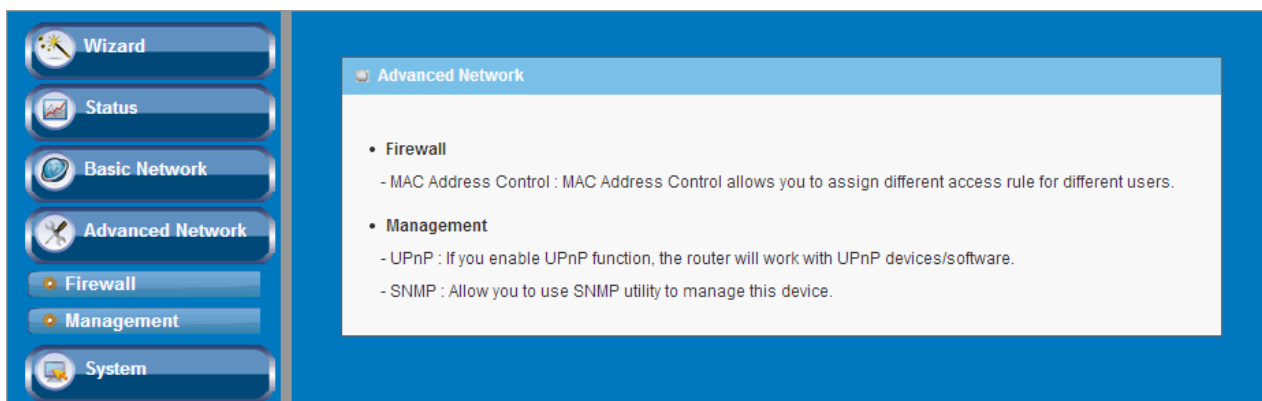 Wizard
Status
Basic Network
Advanced Network
Firewall
Management
System
Advanced Network
• Firewall
- MAC Address Control : MAC Address Control allows you to assign different access rule for different users.
• Management
- UPnP : If you enable UPnP function, the router will work with UPnP devices/software.
- SNMP : Allow you to use SNMP utility to manage this device.